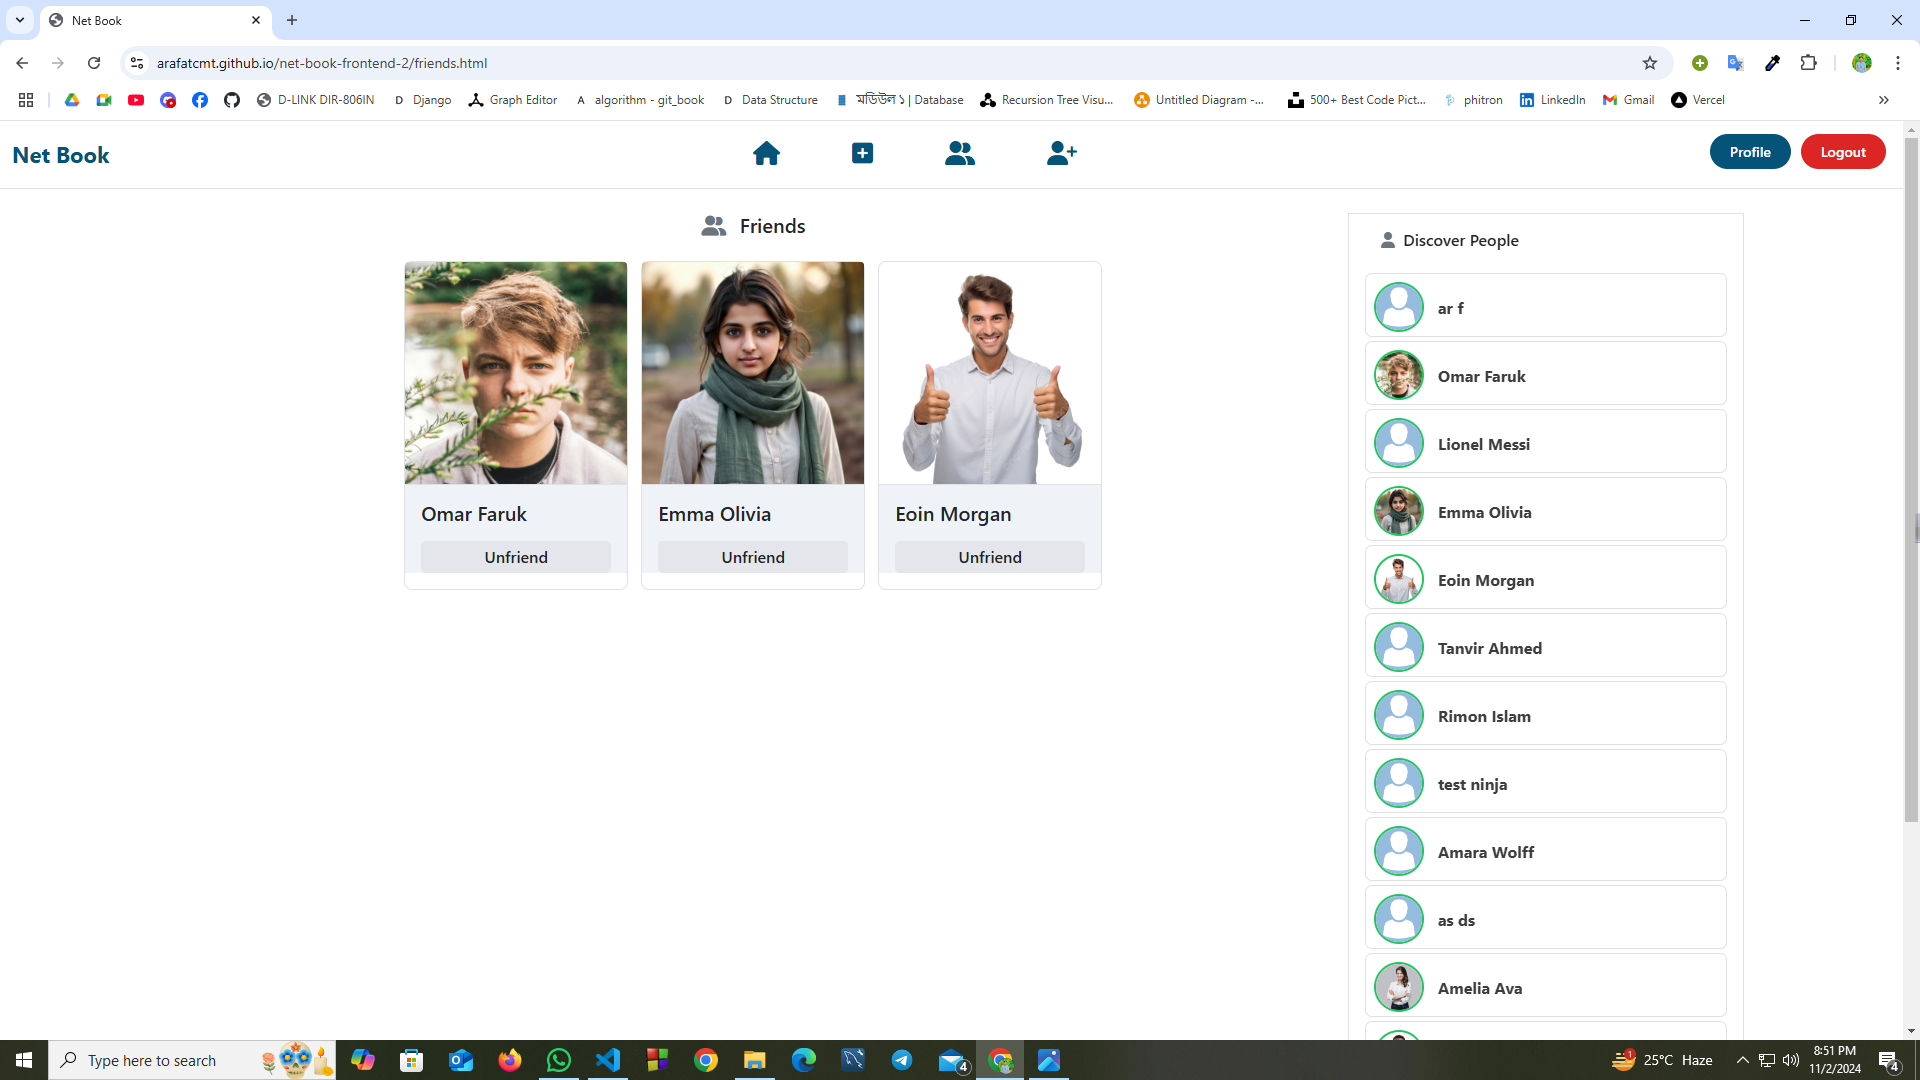 Net Book
arafatcmt.github.io/net-book-frontend-2/friends.html
D-LINK DIR-806IN
Django
Graph Editor
algorithm - git_book
Data Structure
মডিউল ১ | Database
Recursion Tree Visu...
Untitled Diagram -...
500+ Best Code Pict...
phitron
LinkedIn
Gmail
Vercel
Net Book
Profile
Logout
Friends
Omar Faruk
Unfriend
Emma Olivia
Unfriend
Eoin Morgan
Unfriend
Discover People
ar f
Omar Faruk
Lionel Messi
Emma Olivia
Eoin Morgan
Tanvir Ahmed
Rimon Islam
test ninja
Amara Wolff
as ds
Amelia Ava
Type here to search
4
1
25°C Haze
8:51 PM
11/2/2024
4